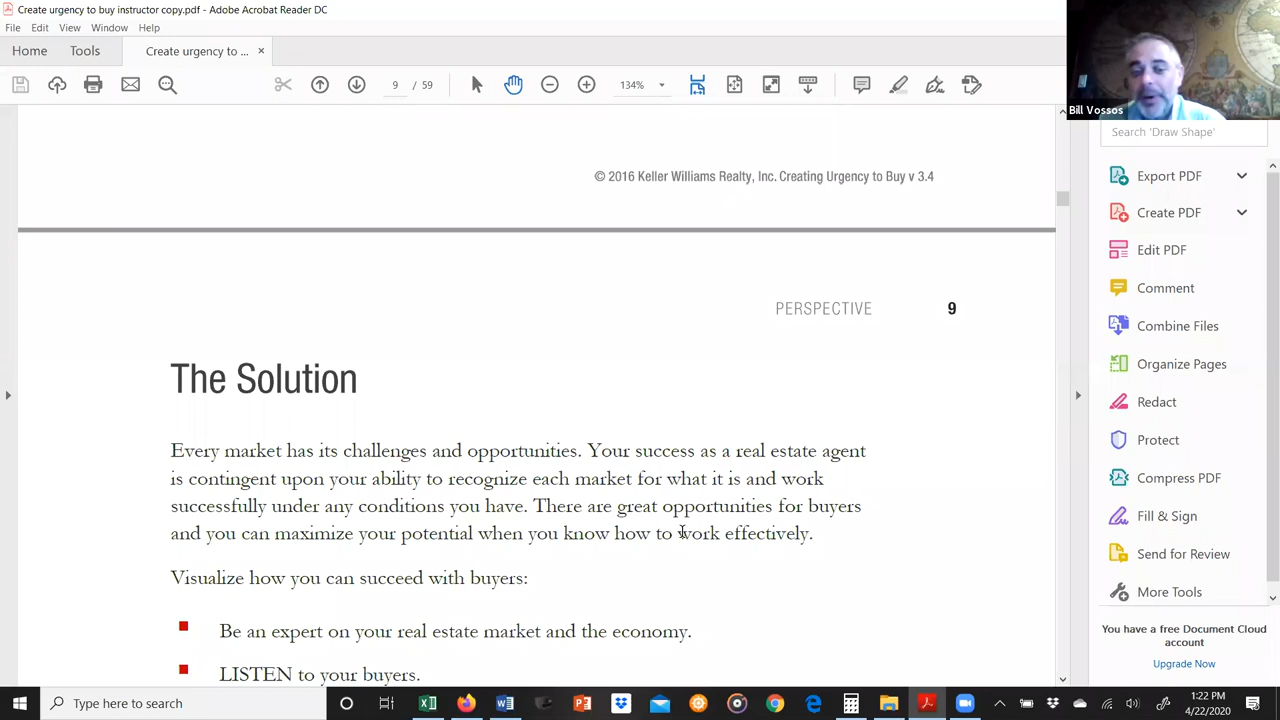 Create urgency to buy instructor copy.pdf - Adobe Acrobat Reader DC
File Edit View Window Help
Home Tools Create urgency to ... ×
9 / 59 134%
Bill Vossos
Search 'Draw Shape'
Export PDF
Create PDF
Edit PDF
Comment
Combine Files
Organize Pages
Redact
Protect
Compress PDF
Fill & Sign
Send for Review
More Tools
You have a free Document Cloud
account
Upgrade Now
© 2016 Keller Williams Realty, Inc. Creating Urgency to Buy v 3.4
PERSPECTIVE 9
The Solution
Every market has its challenges and opportunities. Your success as a real estate agent
is contingent upon your ability to recognize each market for what it is and work
successfully under any conditions you have. There are great opportunities for buyers
and you can maximize your potential when you know how to work effectively.
Visualize how you can succeed with buyers:
Be an expert on your real estate market and the economy.
LISTEN to your buyers.
Type here to search
1:22 PM
4/22/2020